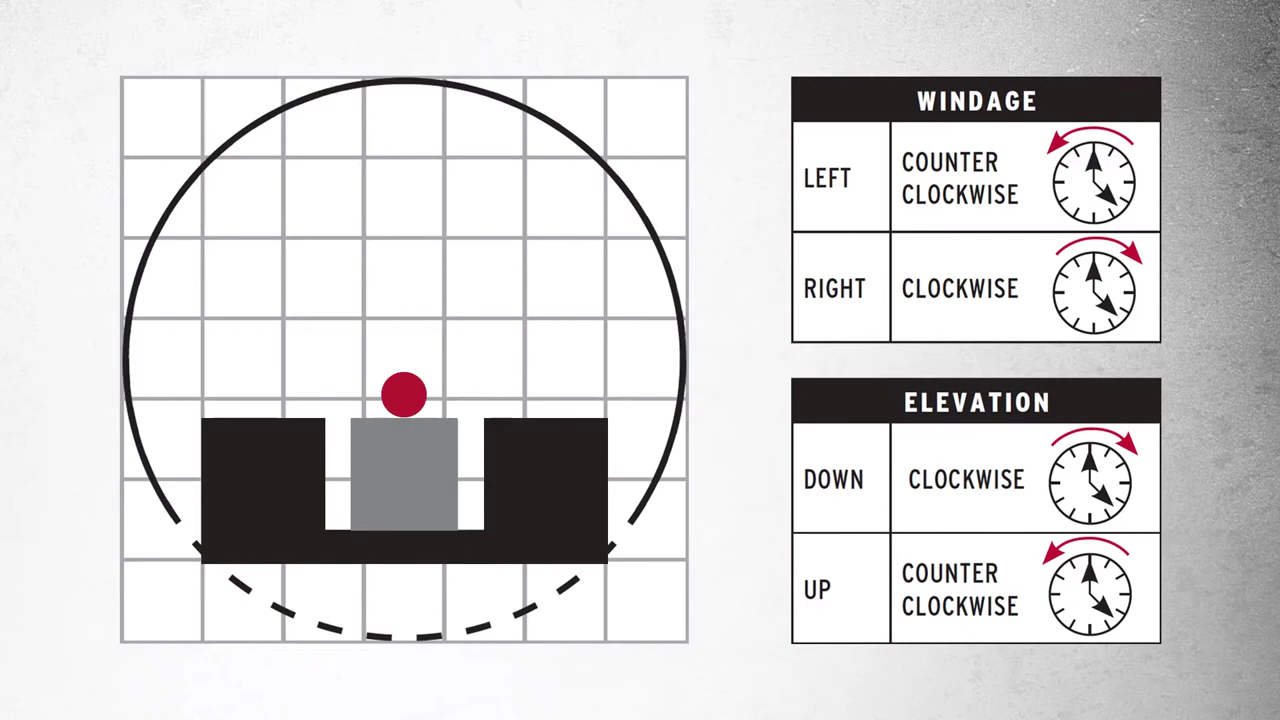 WINDAGE
LEFT
COUNTER
CLOCKWISE
RIGHT
CLOCKWISE
ELEVATION
DOWN
CLOCKWISE
UP
COUNTER
CLOCKWISE